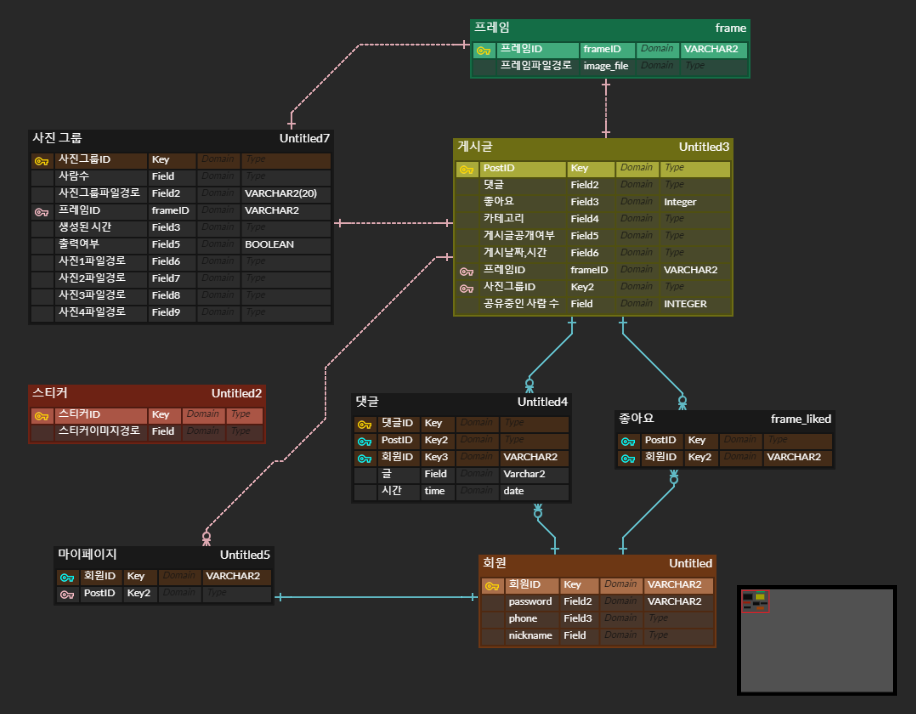 프레임 frame
프레임ID frameID Domain VARCHAR2
프레임파일경로 image_file Domain Type
사진 그룹 Untitled7
사진그룹ID Key Domain Type
사람수 Field Domain Type
사진그룹파일경로 Field2 Domain VARCHAR2(20)
프레임ID frameID Domain VARCHAR2
생성된 시간 Field3 Domain Type
출력여부 Field5 Domain BOOLEAN
사진1파일경로 Field6 Domain Type
사진2파일경로 Field7 Domain Type
사진3파일경로 Field8 Domain Type
사진4파일경로 Field9 Domain Type
게시글 Untitled3
PostID Key Domain Type
댓글 Field2 Domain Type
좋아요 Field3 Domain Integer
카데고리 Field4 Domain Type
게시글공개여부 Field5 Domain Type
게시날짜,시간 Field6 Domain Type
프레임ID frameID Domain VARCHAR2
사진그룹ID Key2 Domain Type
공유중인 사람 수 Field Domain INTEGER
스티커 Untitled2
스티커ID Key Domain Type
스티커이미지경로 Field Domain Type
댓글 Untitled4
댓글ID Key Domain Type
PostID Key2 Domain Type
회원ID Key3 Domain VARCHAR2
글 Field Domain Varchar2
시간 time Domain date
좋아요 frame_liked
PostID Key Domain Type
회원ID Key2 Domain VARCHAR2
마이페이지 Untitled5
회원ID Key Domain VARCHAR2
PostID Key2 Domain Type
회원 Untitled
회원ID Key Domain VARCHAR2
password Field2 Domain VARCHAR2
phone Field3 Domain Type
nickname Field Domain Type